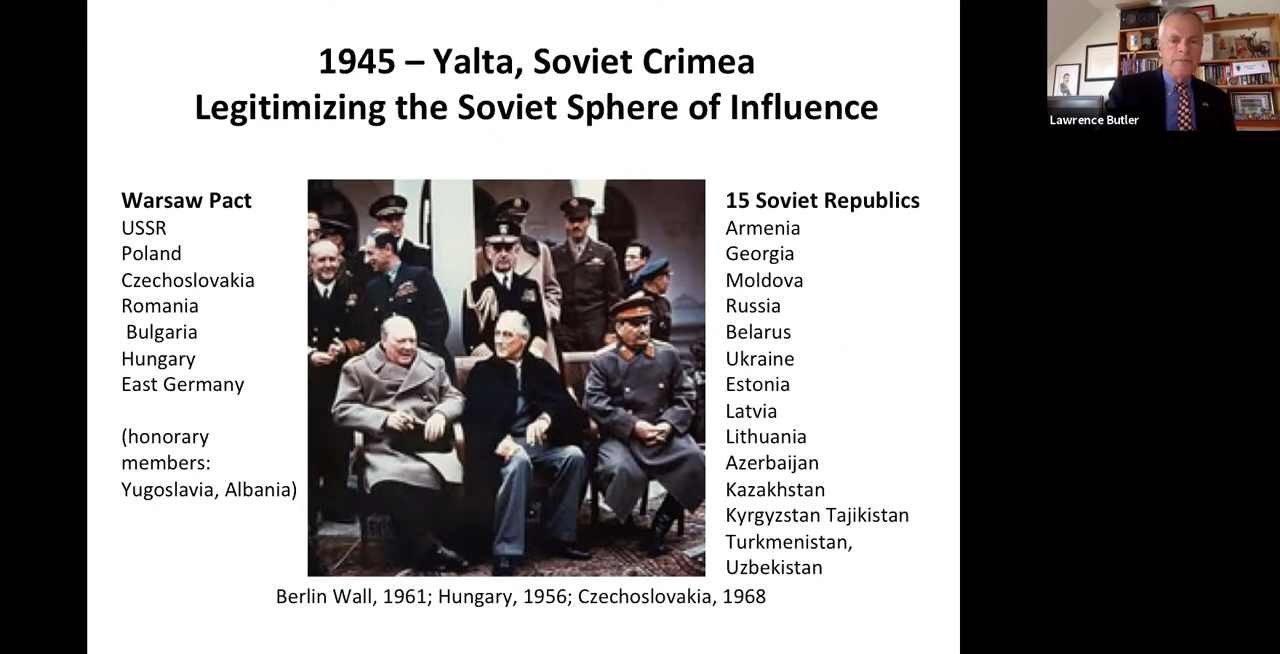 1945 – Yalta, Soviet Crimea
Legitimizing the Soviet Sphere of Influence
Warsaw Pact
USSR
Poland
Czechoslovakia
Romania
Bulgaria
Hungary
East Germany
(honorary
members:
Yugoslavia, Albania)
15 Soviet Republics
Armenia
Georgia
Moldova
Russia
Belarus
Ukraine
Estonia
Latvia
Lithuania
Azerbaijan
Kazakhstan
Kyrgyzstan Tajikistan
Turkmenistan,
Uzbekistan
Berlin Wall, 1961; Hungary, 1956; Czechoslovakia, 1968
Lawrence Butler